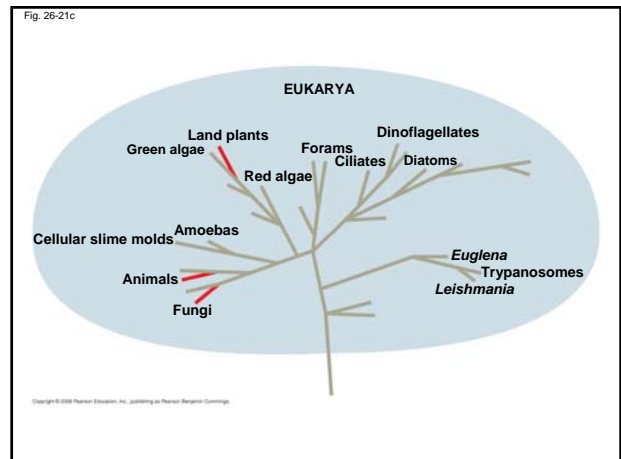 Fig. 26-21c
EUKARYA
Land plants
Green algae
Dinoflagellates
Forams
Ciliates
Diatoms
Red algae
Amoebas
Cellular slime molds
Euglena
Trypanosomes
Leishmania
Animals
Fungi
Copyright © 2008 Pearson Education, Inc., publishing as Pearson Benjamin Cummings.